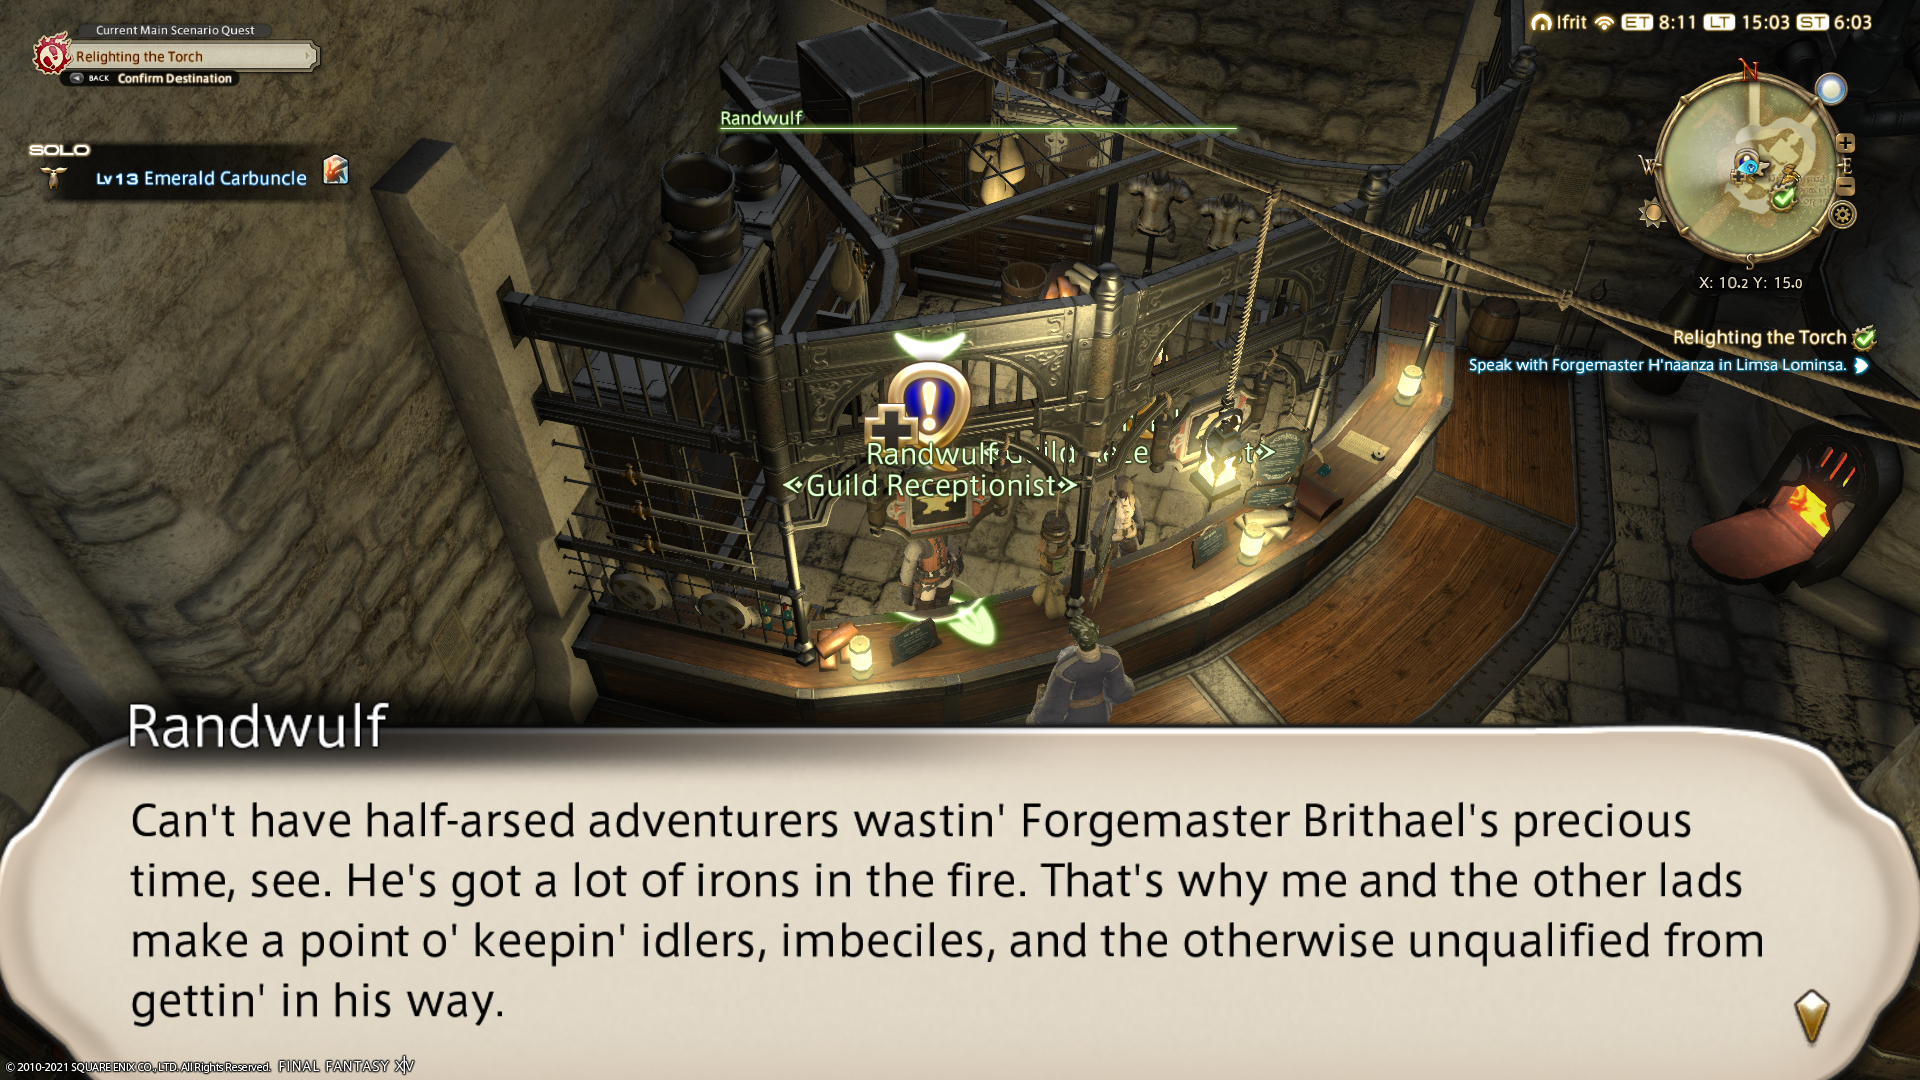 Current Main Scenario Quest
Relighting the Torch
BACK Confirm Destination
Ifrit ET 8:11 LT 15:03 ST 6:03
SOLO
Lv13 Emerald Carbuncle
Randwulf
N
W
E
S
X: 10.2 Y: 15.0
Relighting the Torch
Speak with Forgemaster H'naanza in Limsa Lominsa.
Randwulf
Guild Receptionist
Randwulf
Can't have half-arsed adventurers wastin' Forgemaster Brithael's precious
time, see. He's got a lot of irons in the fire. That's why me and the other lads
make a point o' keepin' idlers, imbeciles, and the otherwise unqualified from
gettin' in his way.
© 2010-2021 SQUARE ENIX CO., LTD. All Rights Reserved. FINAL FANTASY XIV